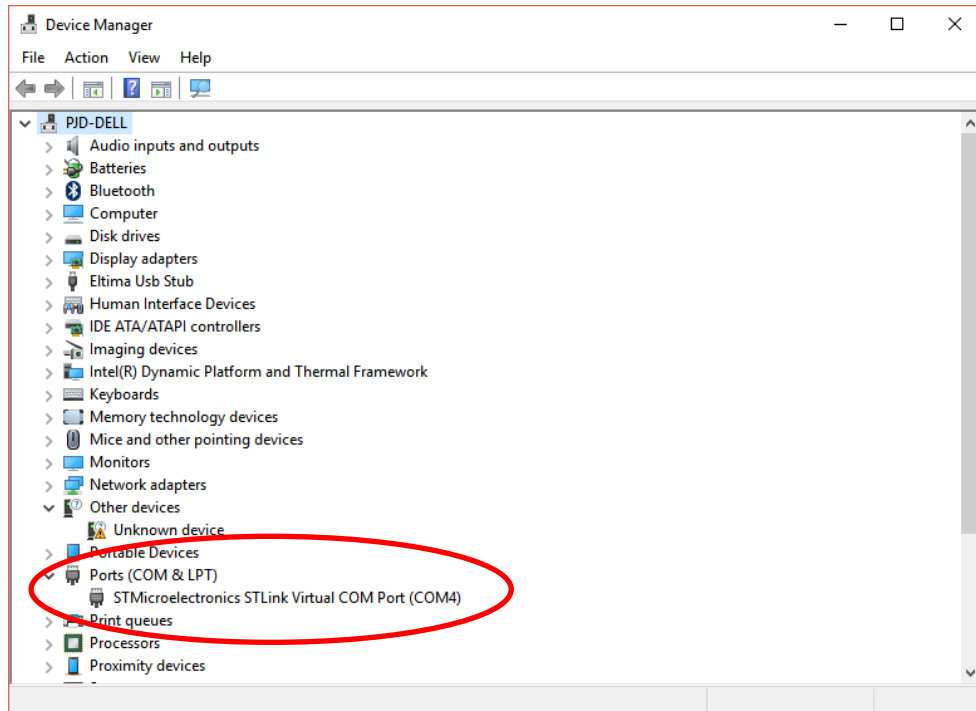 Device Manager
File Action View Help
PJD-DELL
Audio inputs and outputs
Batteries
Bluetooth
Computer
Disk drives
Display adapters
Eltima Usb Stub
Human Interface Devices
IDE ATA/ATAPI controllers
Imaging devices
Intel(R) Dynamic Platform and Thermal Framework
Keyboards
Memory technology devices
Mice and other pointing devices
Monitors
Network adapters
Other devices
Unknown device
Portable Devices
Ports (COM & LPT)
STMicroelectronics STLink Virtual COM Port (COM4)
Print queues
Processors
Proximity devices